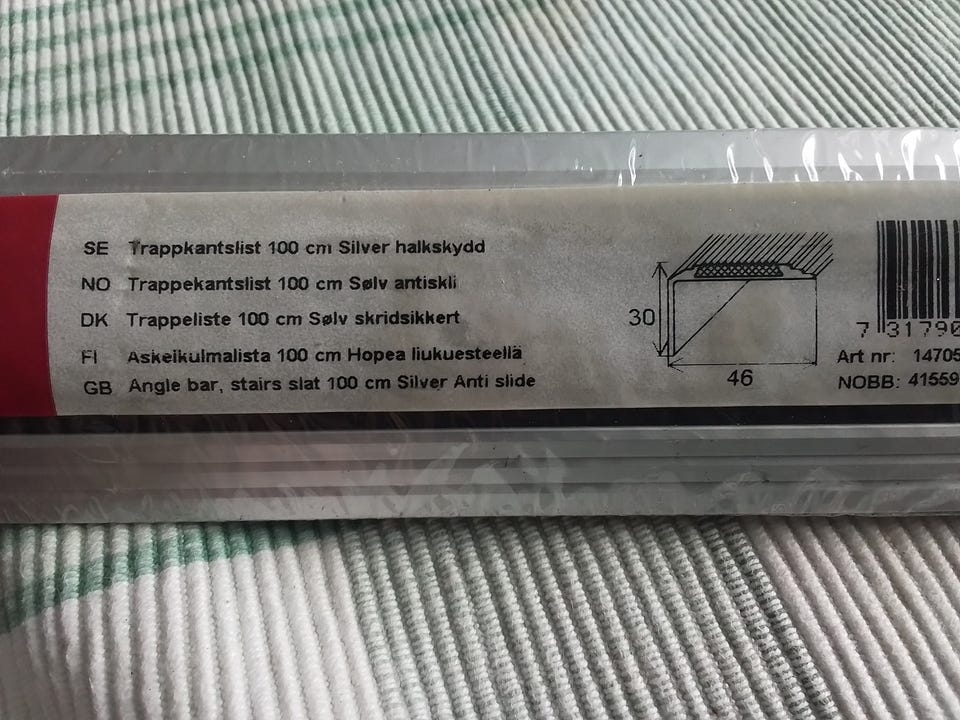 SE Trappkantslist 100 cm Silver halkskydd
NO Trappekantslist 100 cm Sølv antiskli
DK Trappeliste 100 cm Sølv skridsikkert
FI Askelkulmalista 100 cm Hopea liukuesteellä
GB Angle bar, stairs slat 100 cm Silver Anti slide
30
46
7 31790
Art nr: 14705
NOBB: 41559